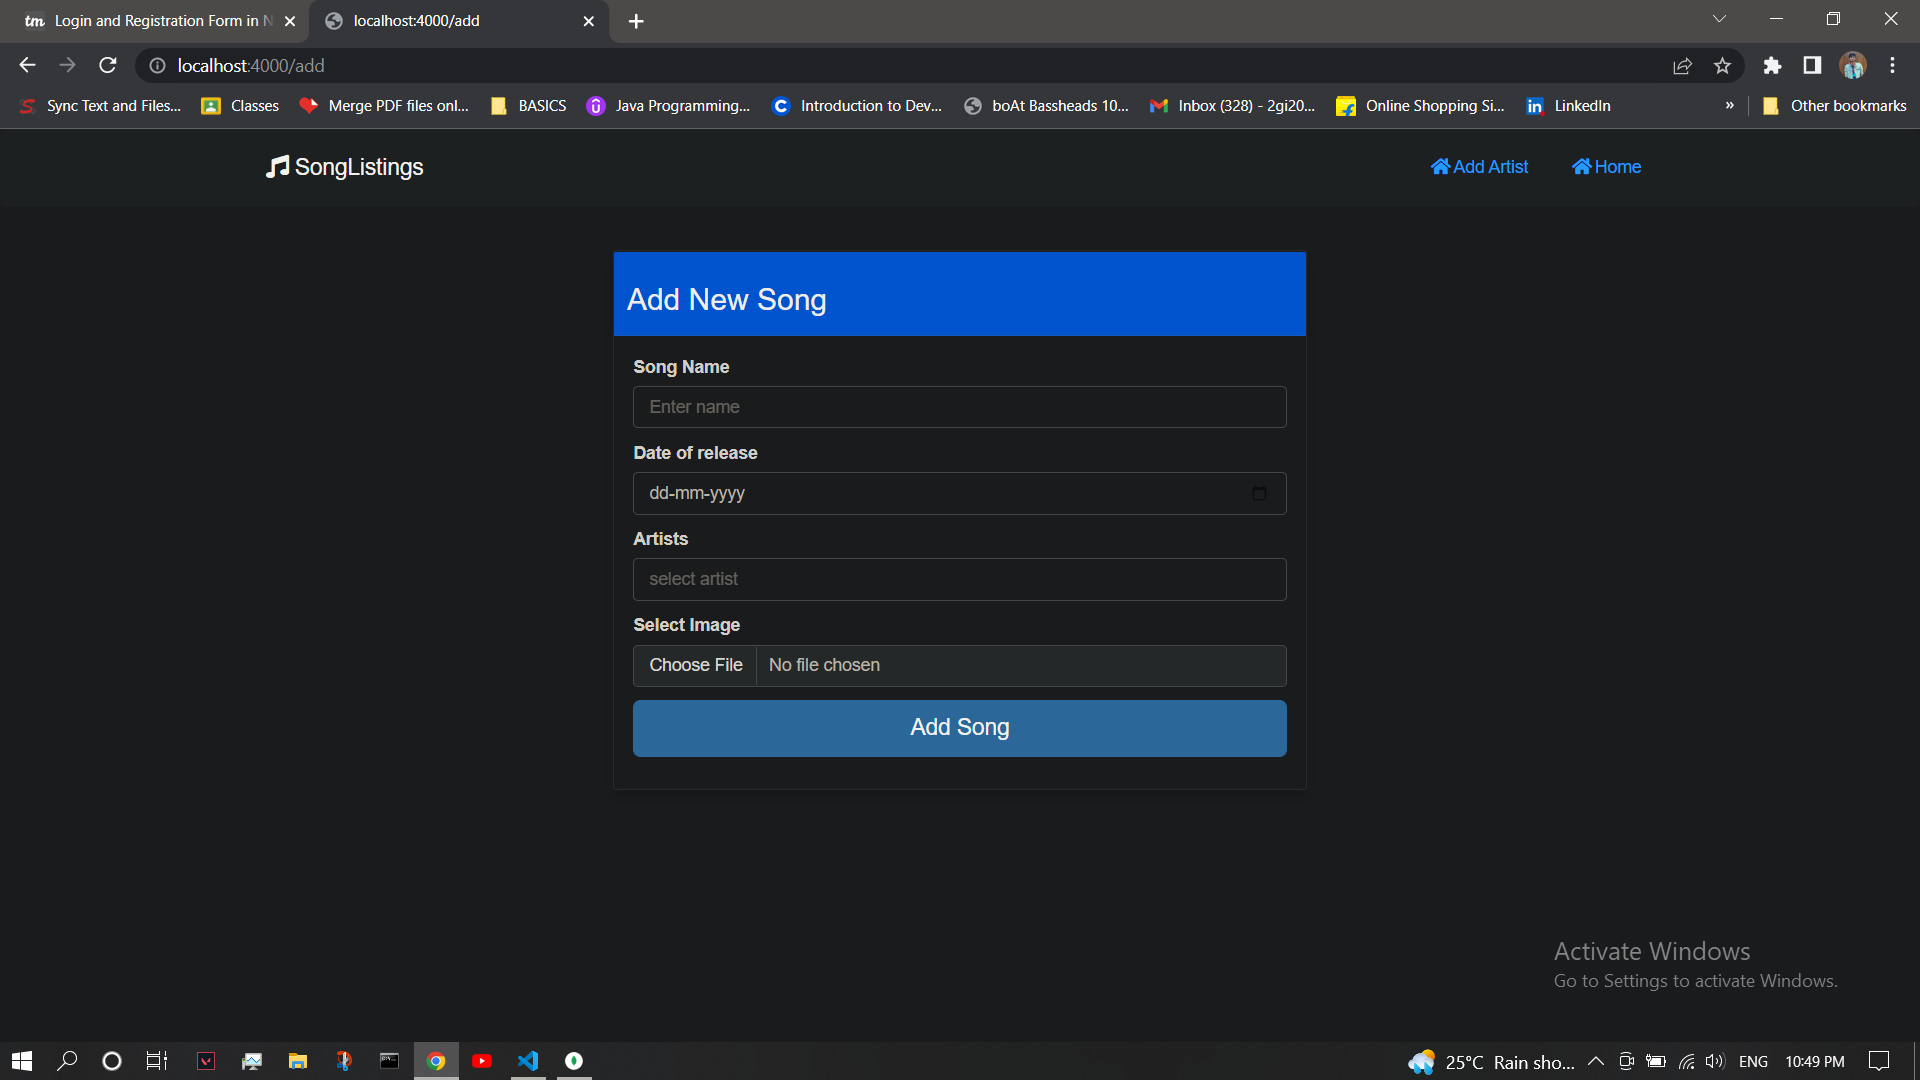 tm Login and Registration Form in N
localhost:4000/add
localhost:4000/add
Sync Text and Files...
Classes
Merge PDF files onl...
BASICS
Java Programming...
Introduction to Dev...
boAt Bassheads 10...
Inbox (328) - 2gi20...
Online Shopping Si...
in LinkedIn
»
Other bookmarks
SongListings
Add Artist
Home
Add New Song
Song Name
Enter name
Date of release
dd-mm-yyyy
Artists
select artist
Select Image
Choose File No file chosen
Add Song
Activate Windows
Go to Settings to activate Windows.
25°C Rain sho...
ENG
10:49 PM